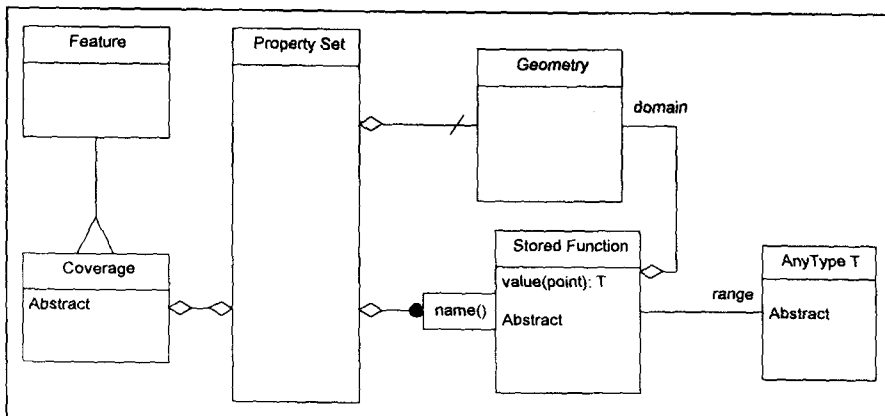 Feature
Property Set
Geometry
domain
Coverage
Abstract
name()
Stored Function
value(point): T
Abstract
range
AnyType T
Abstract